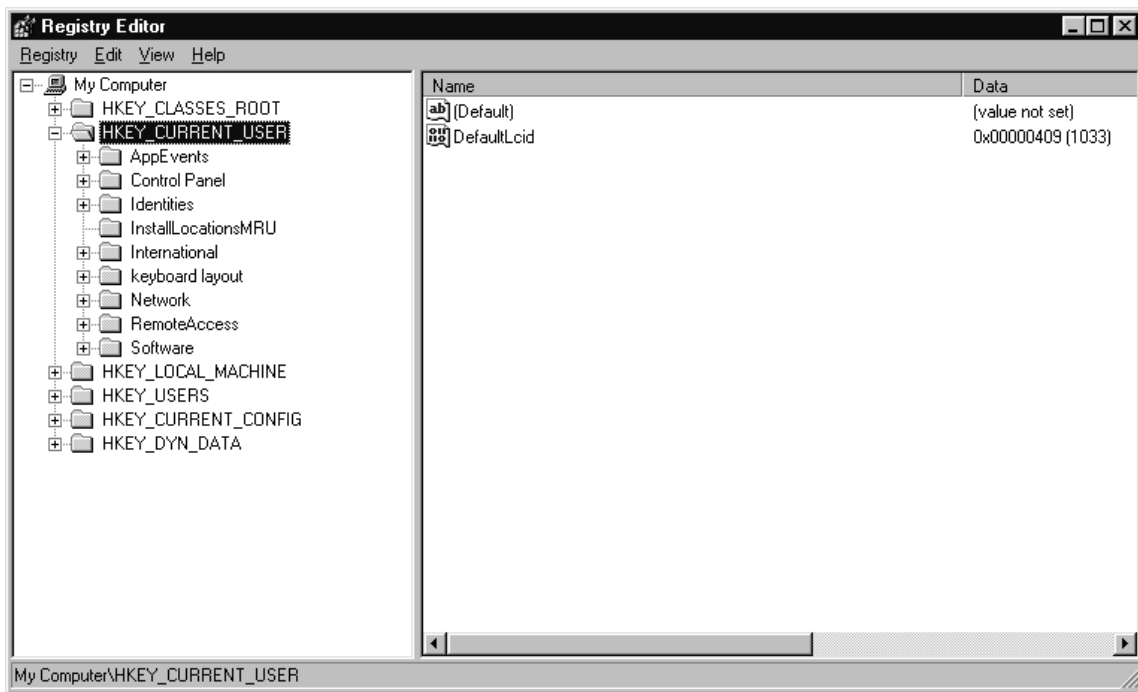 Registry Editor
Registry Edit View Help
My Computer
HKEY_CLASSES_ROOT
HKEY_CURRENT_USER
AppEvents
Control Panel
Identities
InstallLocationsMRU
International
keyboard layout
Network
RemoteAccess
Software
HKEY_LOCAL_MACHINE
HKEY_USERS
HKEY_CURRENT_CONFIG
HKEY_DYN_DATA
Name Data
(Default) (value not set)
DefaultLcid 0x00000409 (1033)
My Computer\HKEY_CURRENT_USER